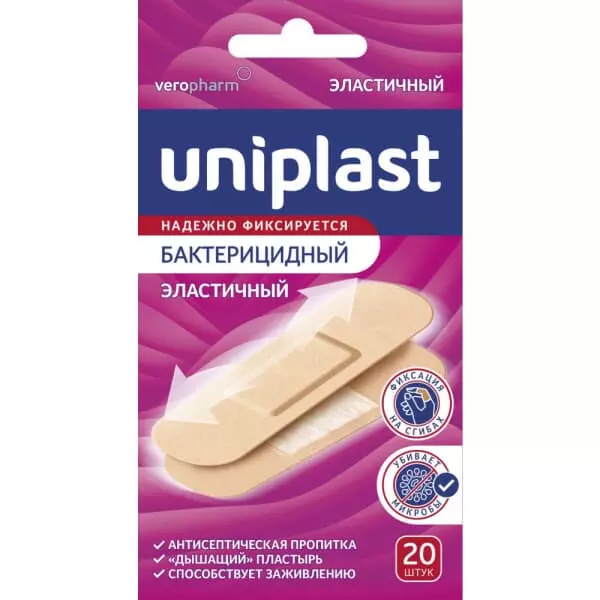 veropharm
ЭЛАСТИЧНЫЙ
uniplast
НАДЕЖНО ФИКСИРУЕТСЯ
БАКТЕРИЦИДНЫЙ
ЭЛАСТИЧНЫЙ
ФИКСАЦИЯ
НА СГИБАХ
УБИВАЕТ
МИКРОБЫ
АНТИСЕПТИЧЕСКАЯ ПРОПИТКА
«ДЫШАЩИЙ» ПЛАСТЫРЬ
СПОСОБСТВУЕТ ЗАЖИВЛЕНИЮ
20
ШТУК